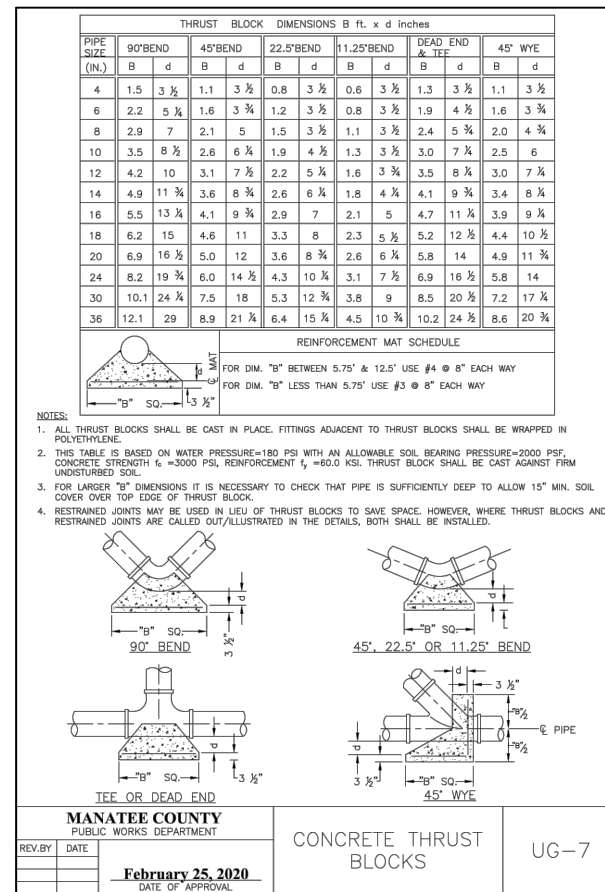 THRUST BLOCK DIMENSIONS B ft. x d inches
PIPE SIZE (IN.) 90°BEND 45°BEND 22.5°BEND 11.25°BEND DEAD END & TEE 45° WYE
B d B d B d B d B d B d
4 1.5 3 ½ 1.1 3 ½ 0.8 3 ½ 0.6 3 ½ 1.3 3 ½ 1.1 3 ½
6 2.2 5 ¼ 1.6 3 ¾ 1.2 3 ½ 0.8 3 ½ 1.9 4 ½ 1.6 3 ¾
8 2.9 7 2.1 5 1.5 3 ½ 1.1 3 ½ 2.4 5 ¾ 2.0 4 ¾
10 3.5 8 ½ 2.6 6 ¼ 1.9 4 ½ 1.3 3 ½ 3.0 7 ¼ 2.5 6
12 4.2 10 3.1 7 ½ 2.2 5 ¼ 1.6 3 ¾ 3.5 8 ¼ 3.0 7 ¼
14 4.9 11 ¾ 3.6 8 ¾ 2.6 6 ¼ 1.8 4 ¼ 4.1 9 ¾ 3.4 8 ¼
16 5.5 13 ¼ 4.1 9 ¾ 2.9 7 2.1 5 4.7 11 ¼ 3.9 9 ¼
18 6.2 15 4.6 11 3.3 8 2.3 5 ½ 5.2 12 ½ 4.4 10 ½
20 6.9 16 ½ 5.0 12 3.6 8 ¾ 2.6 6 ¼ 5.8 14 4.9 11 ¾
24 8.2 19 ¾ 6.0 14 ½ 4.3 10 ¼ 3.1 7 ½ 6.9 16 ½ 5.8 14
30 10.1 24 ¼ 7.5 18 5.3 12 ¾ 3.8 9 8.5 20 ½ 7.2 17 ¼
36 12.1 29 8.9 21 ¼ 6.4 15 ¼ 4.5 10 ¾ 10.2 24 ½ 8.6 20 ¾
REINFORCEMENT MAT SCHEDULE
FOR DIM. "B" BETWEEN 5.75' & 12.5' USE #4 @ 8" EACH WAY
FOR DIM. "B" LESS THAN 5.75' USE #3 @ 8" EACH WAY
d
℄ MAT
"B" SQ.
3 ½"
NOTES:
1. ALL THRUST BLOCKS SHALL BE CAST IN PLACE. FITTINGS ADJACENT TO THRUST BLOCKS SHALL BE WRAPPED IN
POLYETHYLENE.
2. THIS TABLE IS BASED ON WATER PRESSURE=180 PSI WITH AN ALLOWABLE SOIL BEARING PRESSURE=2000 PSF,
CONCRETE STRENGTH fc =3000 PSI, REINFORCEMENT fy =60.0 KSI. THRUST BLOCK SHALL BE CAST AGAINST FIRM
UNDISTURBED SOIL.
3. FOR LARGER "B" DIMENSIONS IT IS NECESSARY TO CHECK THAT PIPE IS SUFFICIENTLY DEEP TO ALLOW 15" MIN. SOIL
COVER OVER TOP EDGE OF THRUST BLOCK.
4. RESTRAINED JOINTS MAY BE USED IN LIEU OF THRUST BLOCKS TO SAVE SPACE. HOWEVER, WHERE THRUST BLOCKS AND
RESTRAINED JOINTS ARE CALLED OUT/ILLUSTRATED IN THE DETAILS, BOTH SHALL BE INSTALLED.
d
"B" SQ.
3 ½"
90° BEND
d
"B" SQ.
3 ½"
45°, 22.5° OR 11.25° BEND
d
"B" SQ.
3 ½"
TEE OR DEAD END
d
3 ½"
"B"/2
℄ PIPE
"B"/2
d
3 ½"
"B" SQ.
45° WYE
MANATEE COUNTY
PUBLIC WORKS DEPARTMENT
REV.BY DATE
February 25, 2020
DATE OF APPROVAL
CONCRETE THRUST
BLOCKS
UG-7